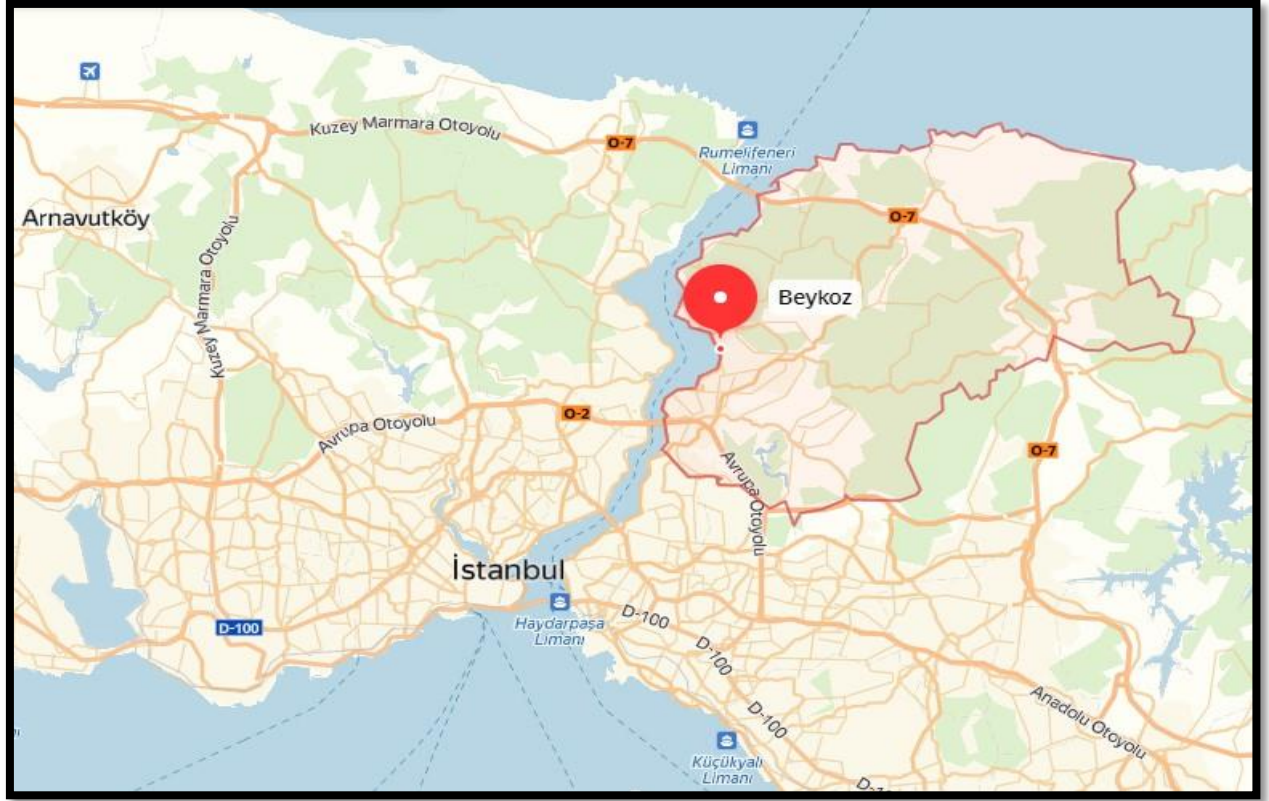 Kuzey Marmara Otoyolu
O-7
Rumelifeneri
Limanı
Arnavutköy
O-7
Kuzey Marmara Otoyolu
Beykoz
O-2
Avrupa Otoyolu
O-7
Avrupa Otoyolu
İstanbul
Haydarpaşa
Limanı
D-100
D-100
D-100
D-100
Anadolu Otoyolu
Küçükyalı
Limanı